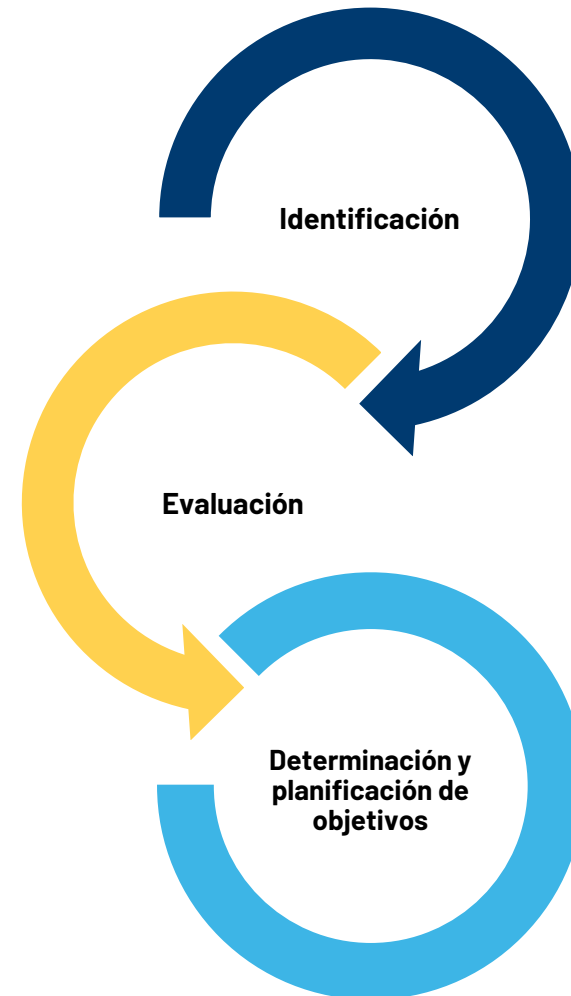 Identificación
Evaluación
Determinación y
planificación de
objetivos